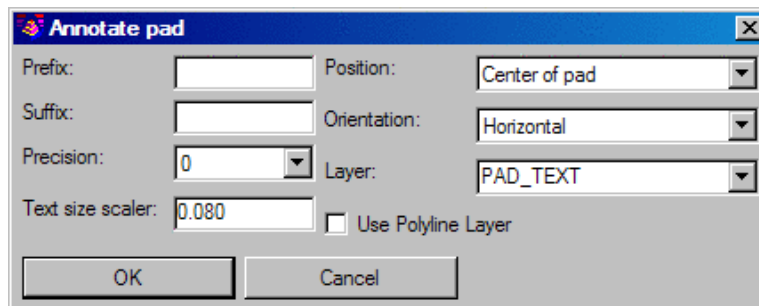 Annotate pad
Prefix:
Position:
Center of pad
Suffix:
Orientation:
Horizontal
Precision:
0
Layer:
PAD_TEXT
Text size scaler:
0.080
Use Polyline Layer
OK
Cancel